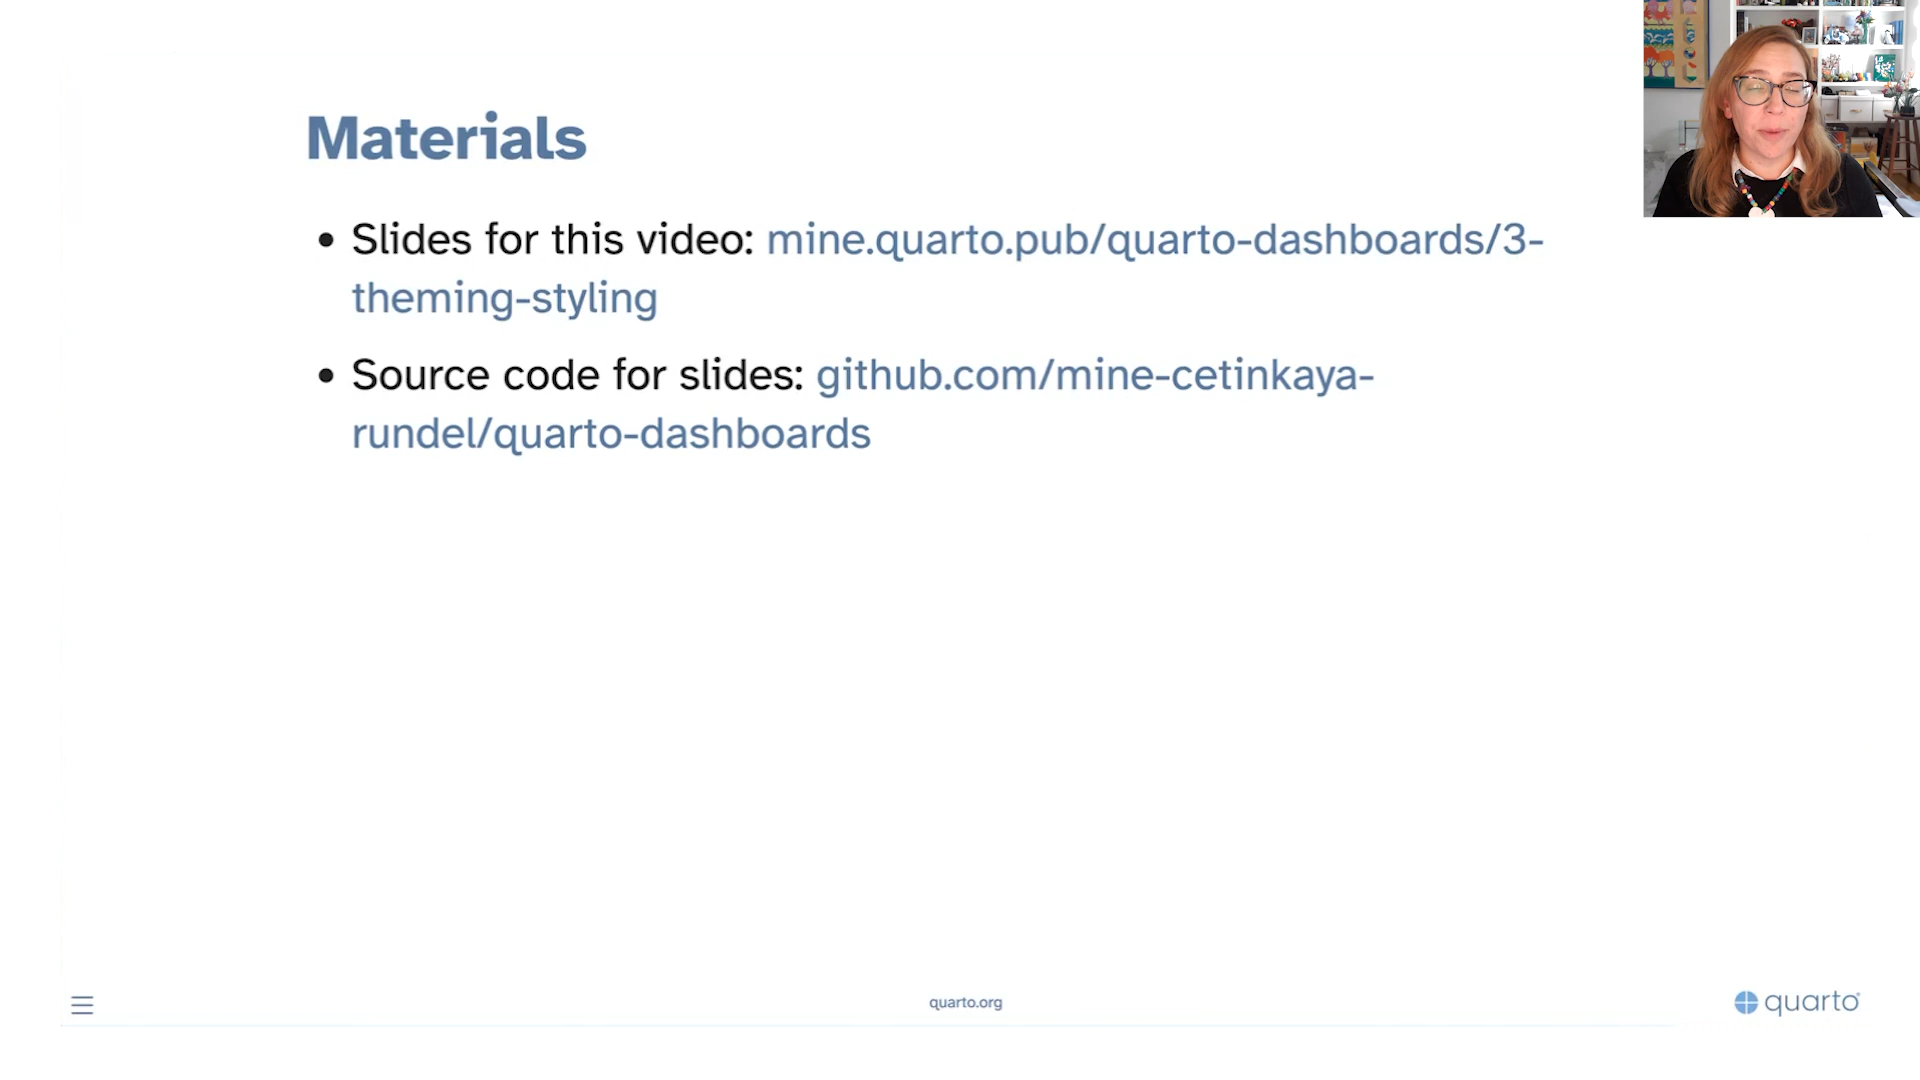 Materials
• Slides for this video: mine.quarto.pub/quarto-dashboards/3-
theming-styling
• Source code for slides: github.com/mine-cetinkaya-
rundel/quarto-dashboards
quarto.org
quarto